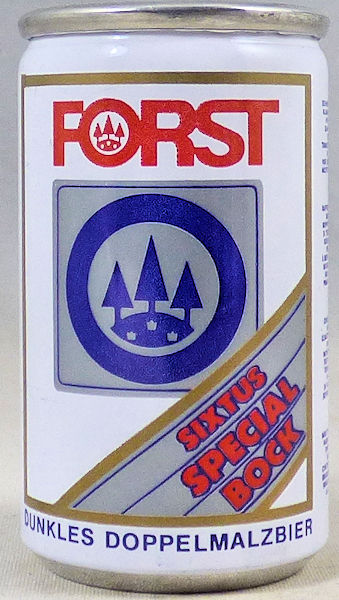 FORST
SIXTUS
SPECIAL
BOCK
DUNKLES DOPPELMALZBIER